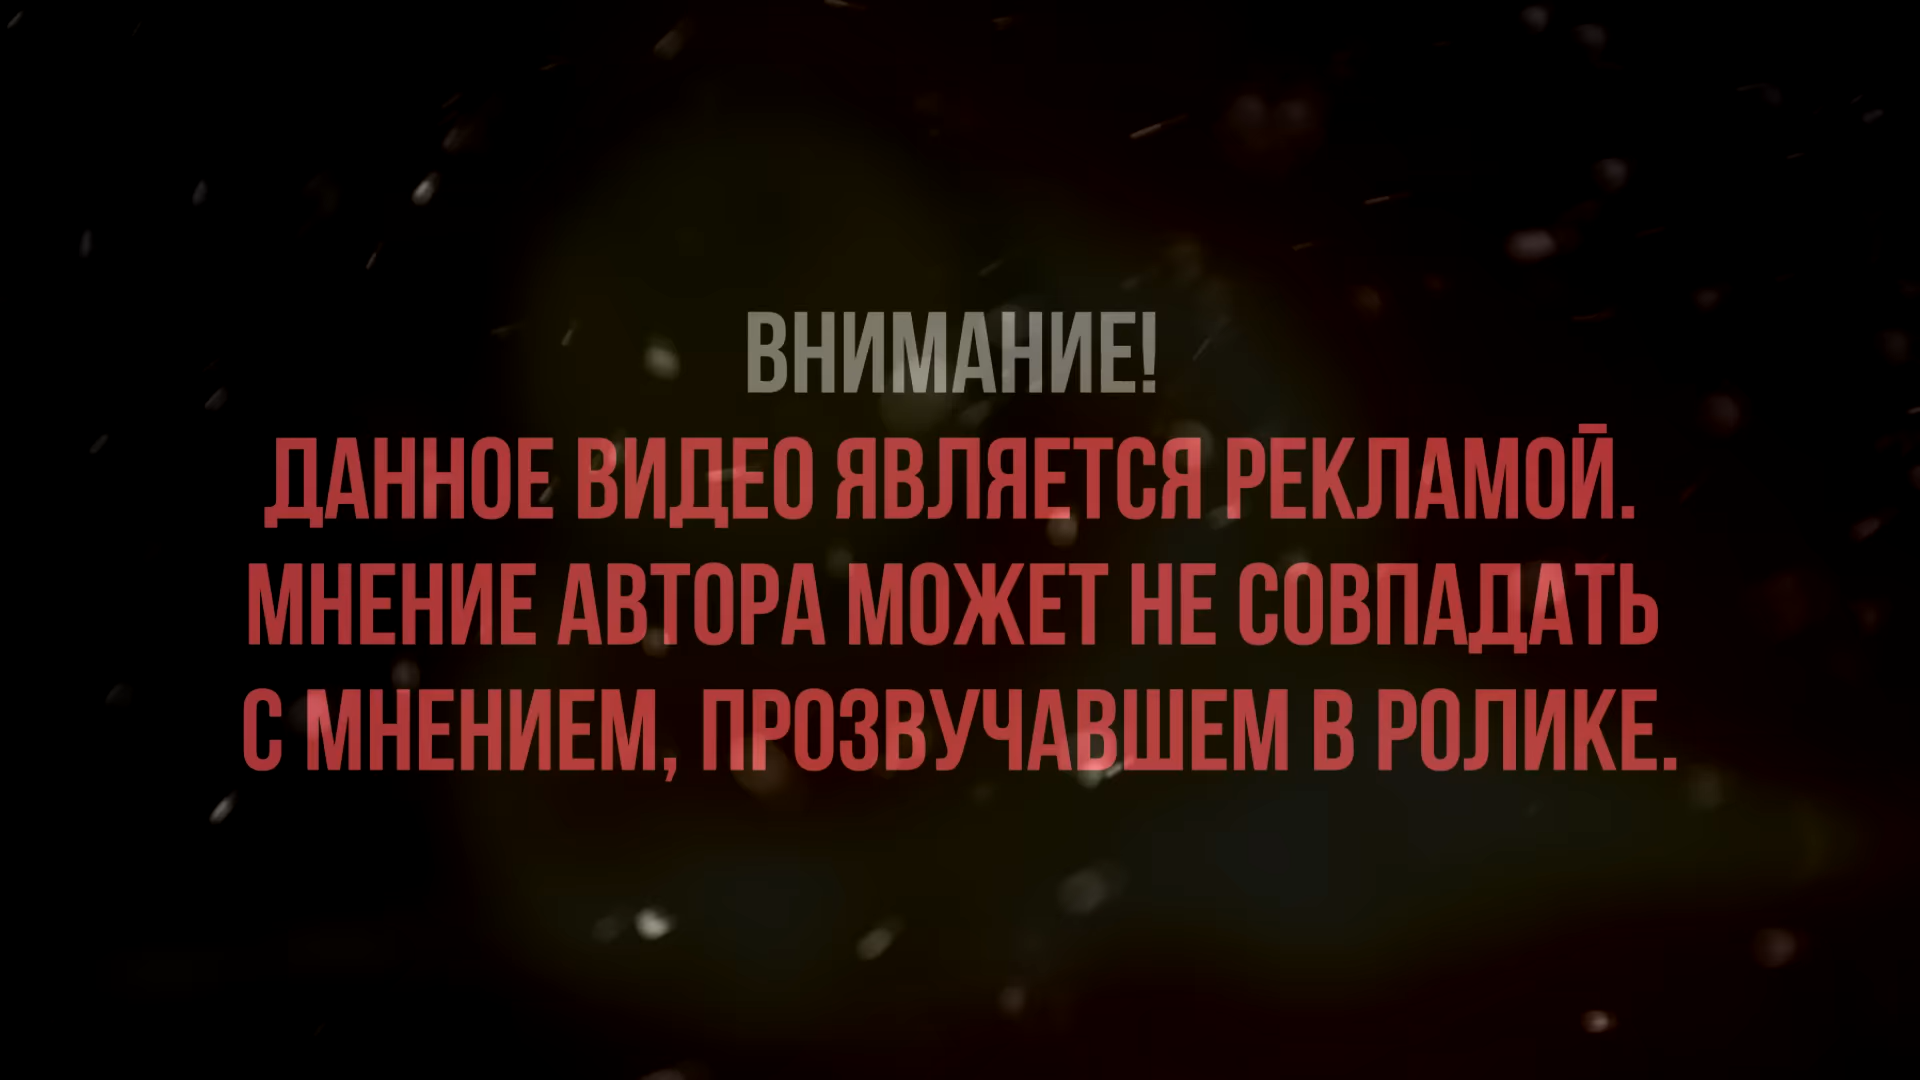 ВНИМАНИЕ!
ДАННОЕ ВИДЕО ЯВЛЯЕТСЯ РЕКЛАМОЙ.
МНЕНИЕ АВТОРА МОЖЕТ НЕ СОВПАДАТЬ
С МНЕНИЕМ, ПРОЗВУЧАВШЕМ В РОЛИКЕ.